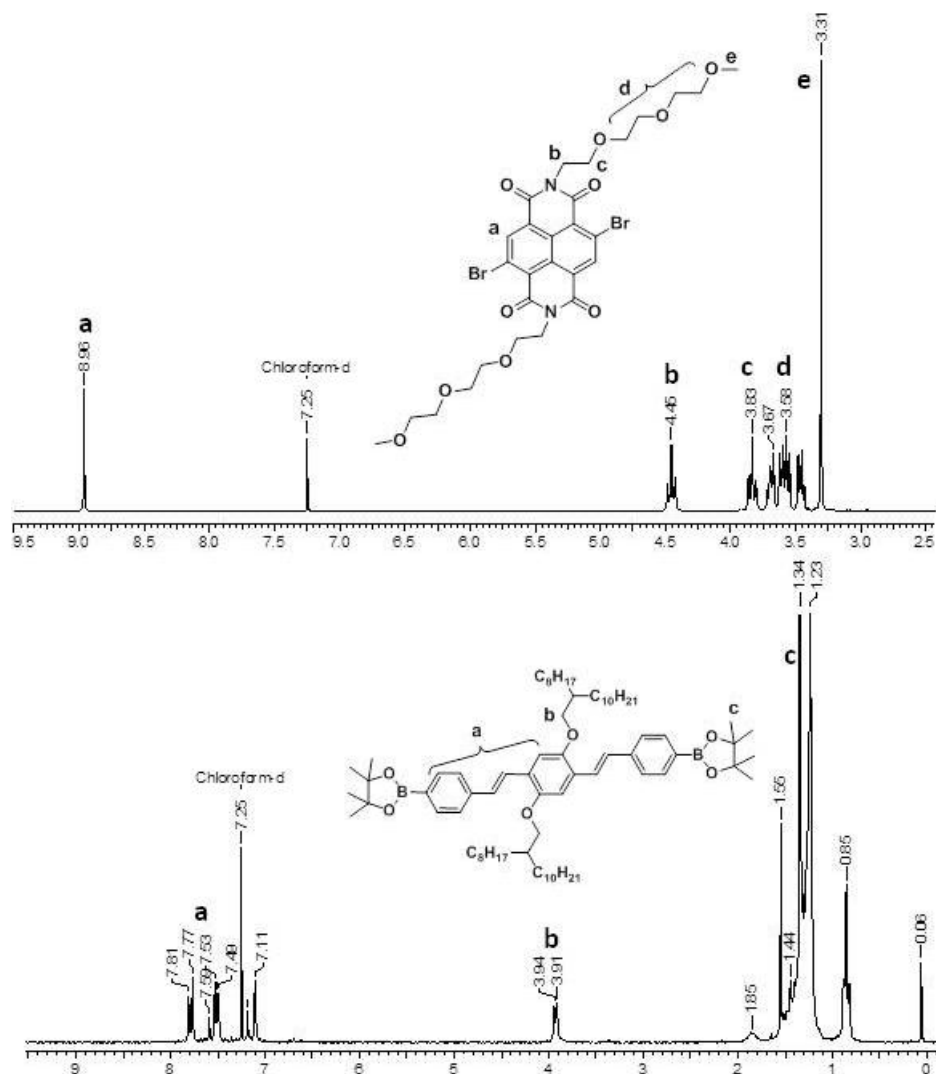 3.31
e
d
O
e
O
O
b
c
O N O
a
Br
Br
O N O
O
O
O
a
8.96
Chloroform-d
7.25
b
4.45
c
3.83
d
3.67
3.58
e
9.0 8.5 8.0 7.5 7.0 6.5 6.0 5.5 5.0 4.5 4.0 3.5 3.0 2.5
1.34
1.23
c
C8H17
C10H21
b
O
a
c
O
B
O
O
B
O
O
C8H17
C10H21
Chloroform-d
7.25
a
7.81
7.77
7.59
7.53
7.49
7.11
b
3.94
3.91
1.85
1.55
1.44
0.85
0.06
9 8 7 6 5 4 3 2 1 0